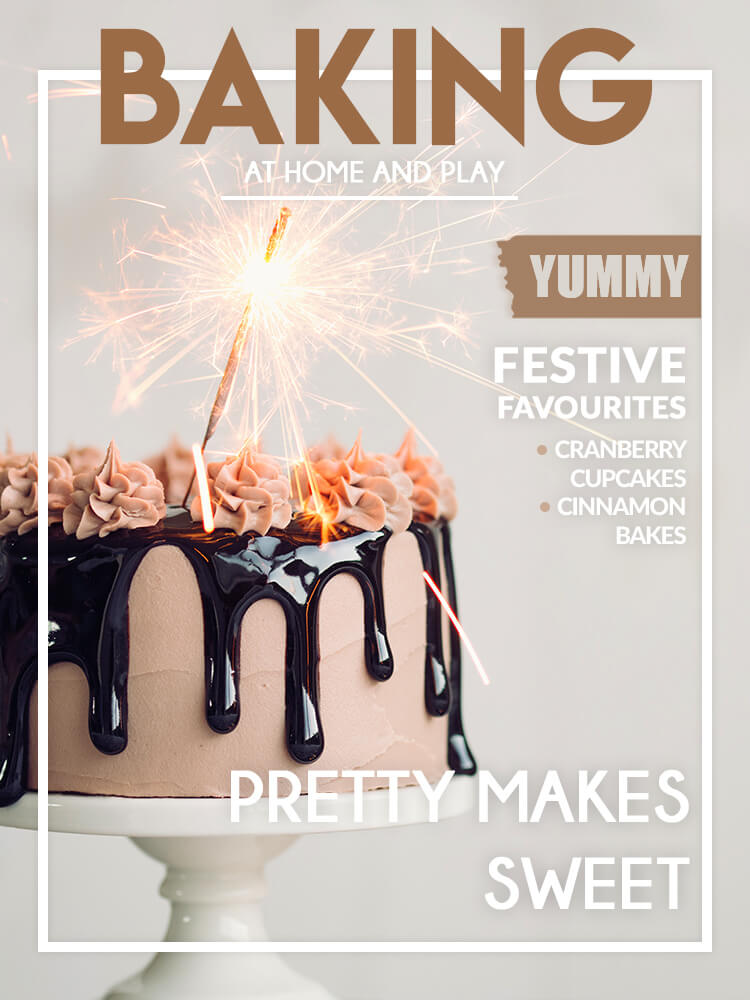 BAKING
AT HOME AND PLAY
YUMMY
FESTIVE
FAVOURITES
• CRANBERRY
CUPCAKES
• CINNAMON
BAKES
PRETTY MAKES
SWEET